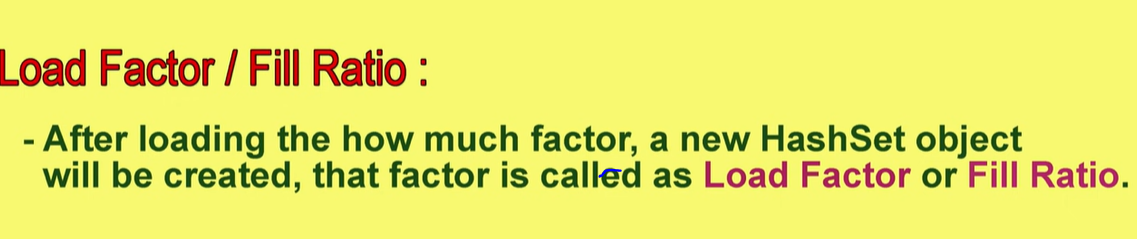 Load Factor / Fill Ratio :
- After loading the how much factor, a new HashSet object
will be created, that factor is called as Load Factor or Fill Ratio.